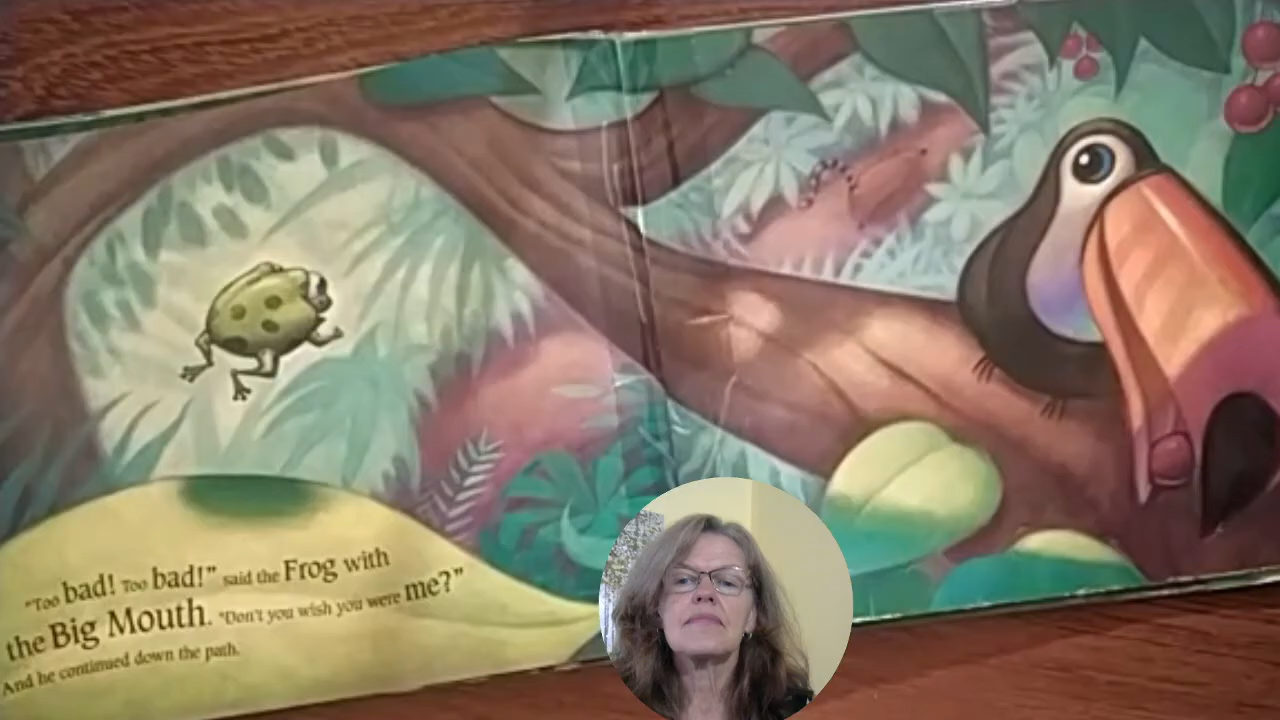 "Too bad! Too bad!" said the Frog with
the Big Mouth. "Don't you wish you were me?"
And he continued down the path.